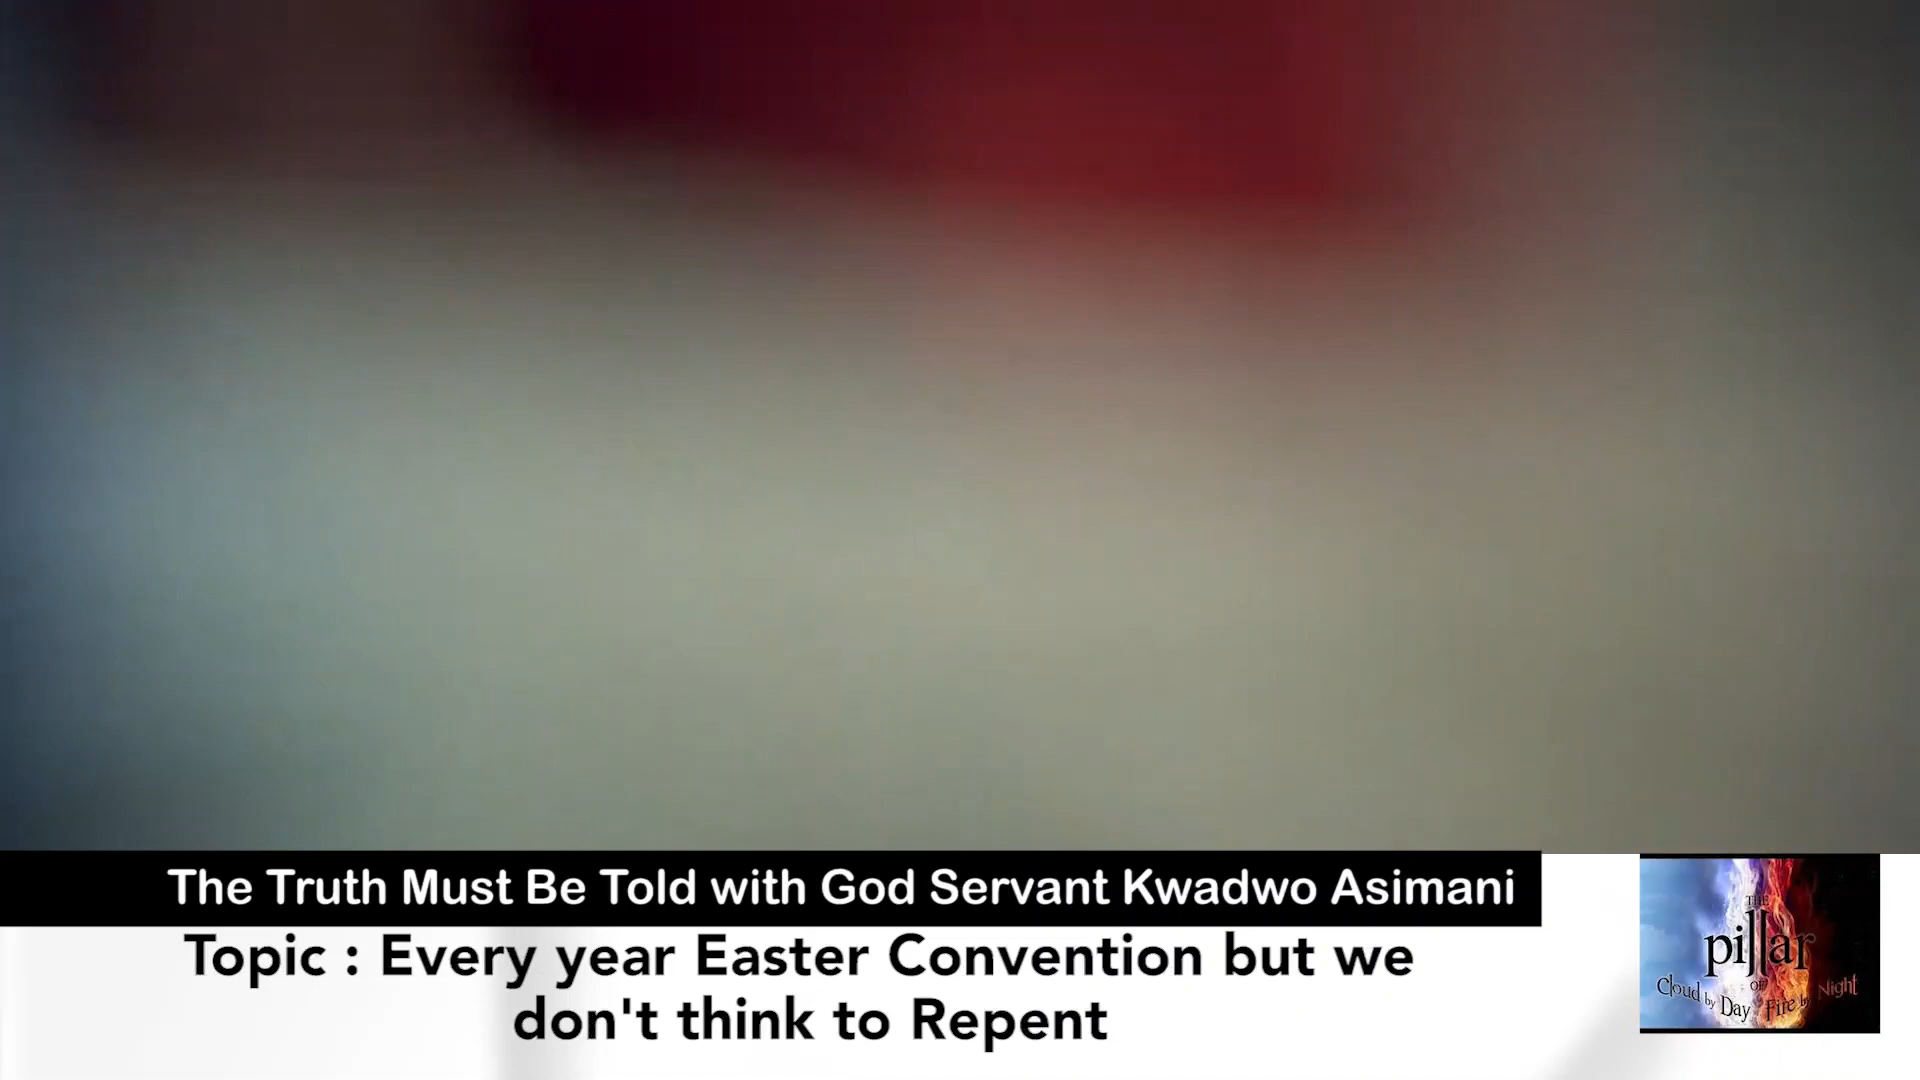 The Truth Must Be Told with God Servant Kwadwo Asimani
Topic : Every year Easter Convention but we
don't think to Repent
THE
pillar
OF
Cloud by Day Fire by Night